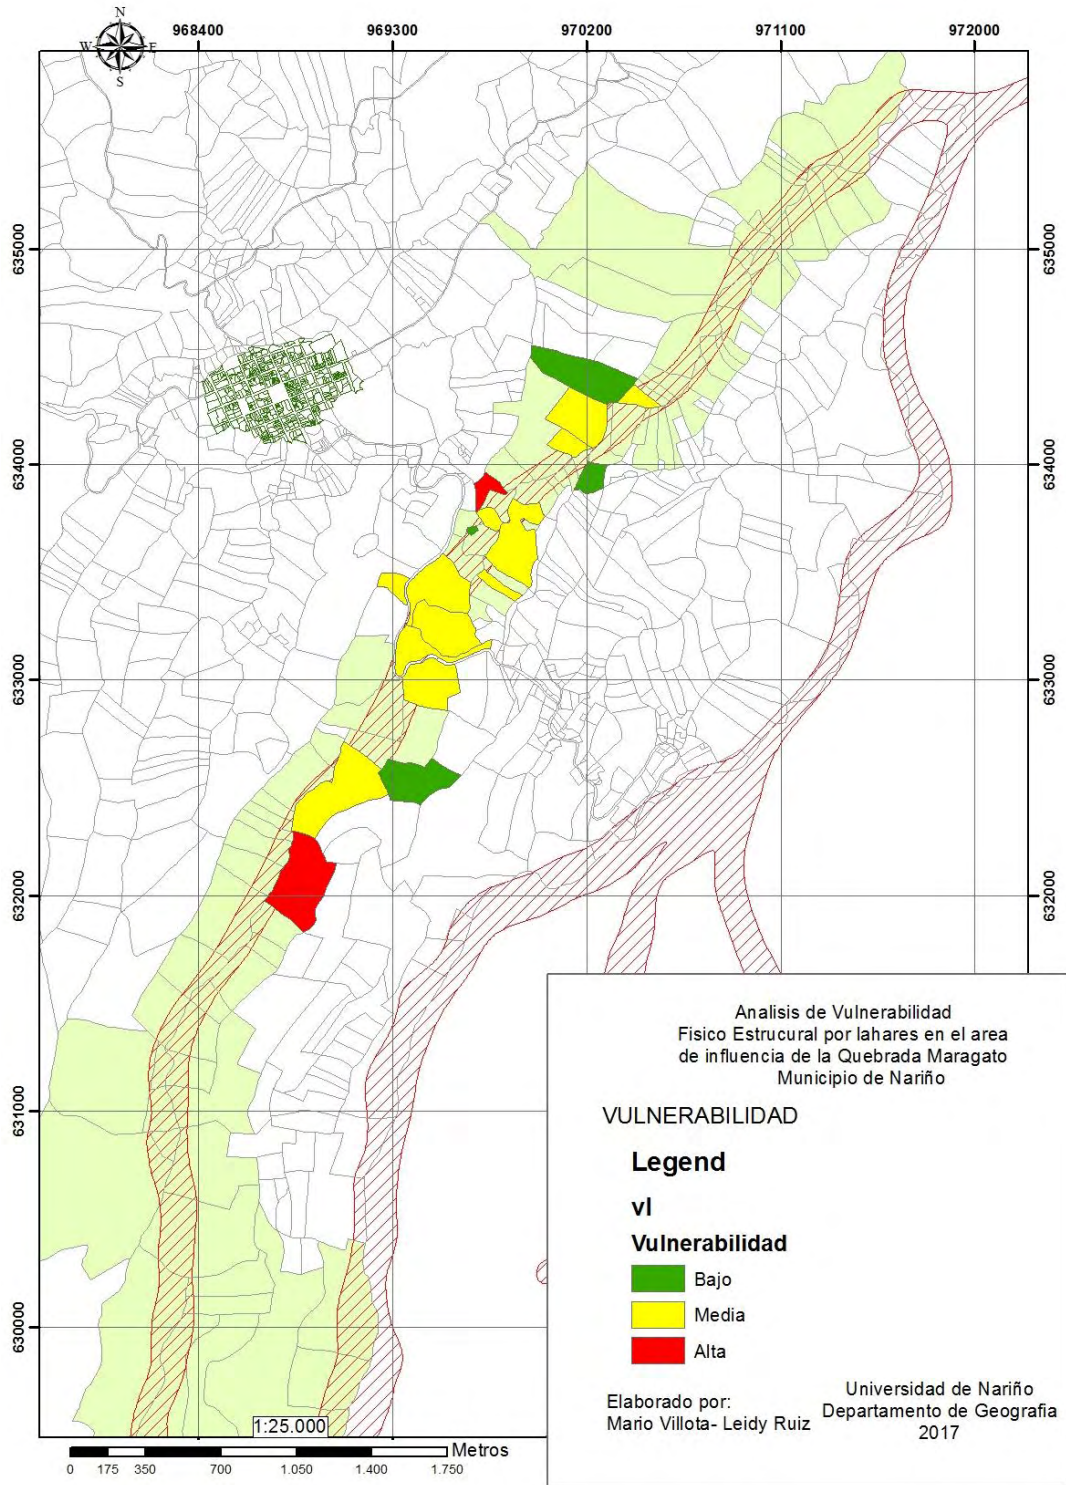 N
W E
S
968400 969300 970200 971100 972000
635000 635000
634000 634000
633000 633000
632000 632000
631000
630000
Analisis de Vulnerabilidad
Fisico Estrucural por lahares en el area
de influencia de la Quebrada Maragato
Municipio de Nariño
VULNERABILIDAD
Legend
vl
Vulnerabilidad
Bajo
Media
Alta
Elaborado por:
Mario Villota- Leidy Ruiz
Universidad de Nariño
Departamento de Geografia
2017
1:25.000
Metros
0 175 350 700 1.050 1.400 1.750